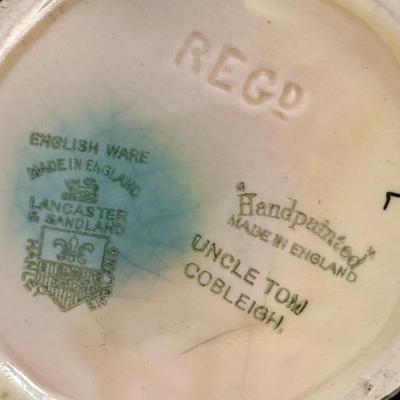 REGD
ENGLISH WARE
MADE IN ENGLAND
LANCASTER
& SANDLAND
HANLEY
"Handpainted"
MADE IN ENGLAND
UNCLE TOM
COBLEIGH,